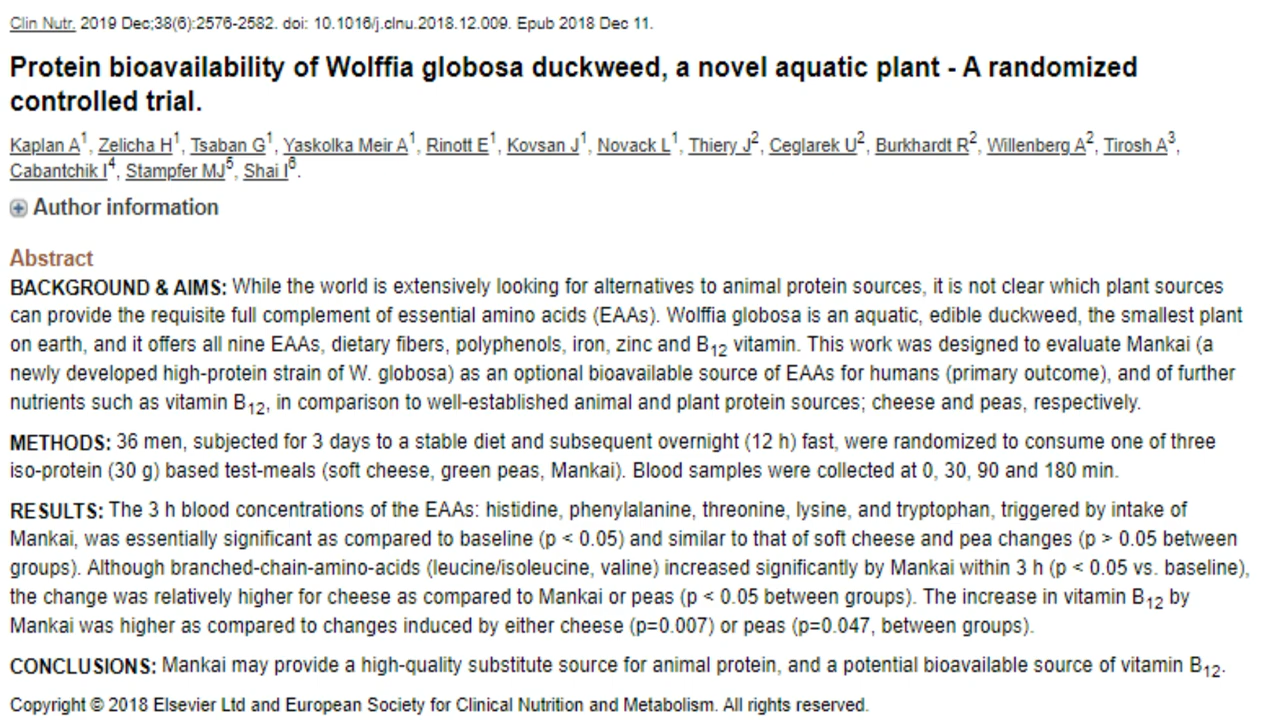 Clin Nutr. 2019 Dec;38(6):2576-2582. doi: 10.1016/j.clnu.2018.12.009. Epub 2018 Dec 11.
Protein bioavailability of Wolffia globosa duckweed, a novel aquatic plant - A randomized
controlled trial.
Kaplan A1, Zelicha H1, Tsaban G1, Yaskolka Meir A1, Rinott E1, Kovsan J1, Novack L1, Thiery J2, Ceglarek U2, Burkhardt R2, Willenberg A2, Tirosh A3,
Cabantchik I4, Stampfer MJ5, Shai I6.
Author information
Abstract
BACKGROUND & AIMS: While the world is extensively looking for alternatives to animal protein sources, it is not clear which plant sources
can provide the requisite full complement of essential amino acids (EAAs). Wolffia globosa is an aquatic, edible duckweed, the smallest plant
on earth, and it offers all nine EAAs, dietary fibers, polyphenols, iron, zinc and B12 vitamin. This work was designed to evaluate Mankai (a
newly developed high-protein strain of W. globosa) as an optional bioavailable source of EAAs for humans (primary outcome), and of further
nutrients such as vitamin B12, in comparison to well-established animal and plant protein sources; cheese and peas, respectively.
METHODS: 36 men, subjected for 3 days to a stable diet and subsequent overnight (12 h) fast, were randomized to consume one of three
iso-protein (30 g) based test-meals (soft cheese, green peas, Mankai). Blood samples were collected at 0, 30, 90 and 180 min.
RESULTS: The 3 h blood concentrations of the EAAs: histidine, phenylalanine, threonine, lysine, and tryptophan, triggered by intake of
Mankai, was essentially significant as compared to baseline (p < 0.05) and similar to that of soft cheese and pea changes (p > 0.05 between
groups). Although branched-chain-amino-acids (leucine/isoleucine, valine) increased significantly by Mankai within 3 h (p < 0.05 vs. baseline),
the change was relatively higher for cheese as compared to Mankai or peas (p < 0.05 between groups). The increase in vitamin B12 by
Mankai was higher as compared to changes induced by either cheese (p=0.007) or peas (p=0.047, between groups).
CONCLUSIONS: Mankai may provide a high-quality substitute source for animal protein, and a potential bioavailable source of vitamin B12.
Copyright © 2018 Elsevier Ltd and European Society for Clinical Nutrition and Metabolism. All rights reserved.